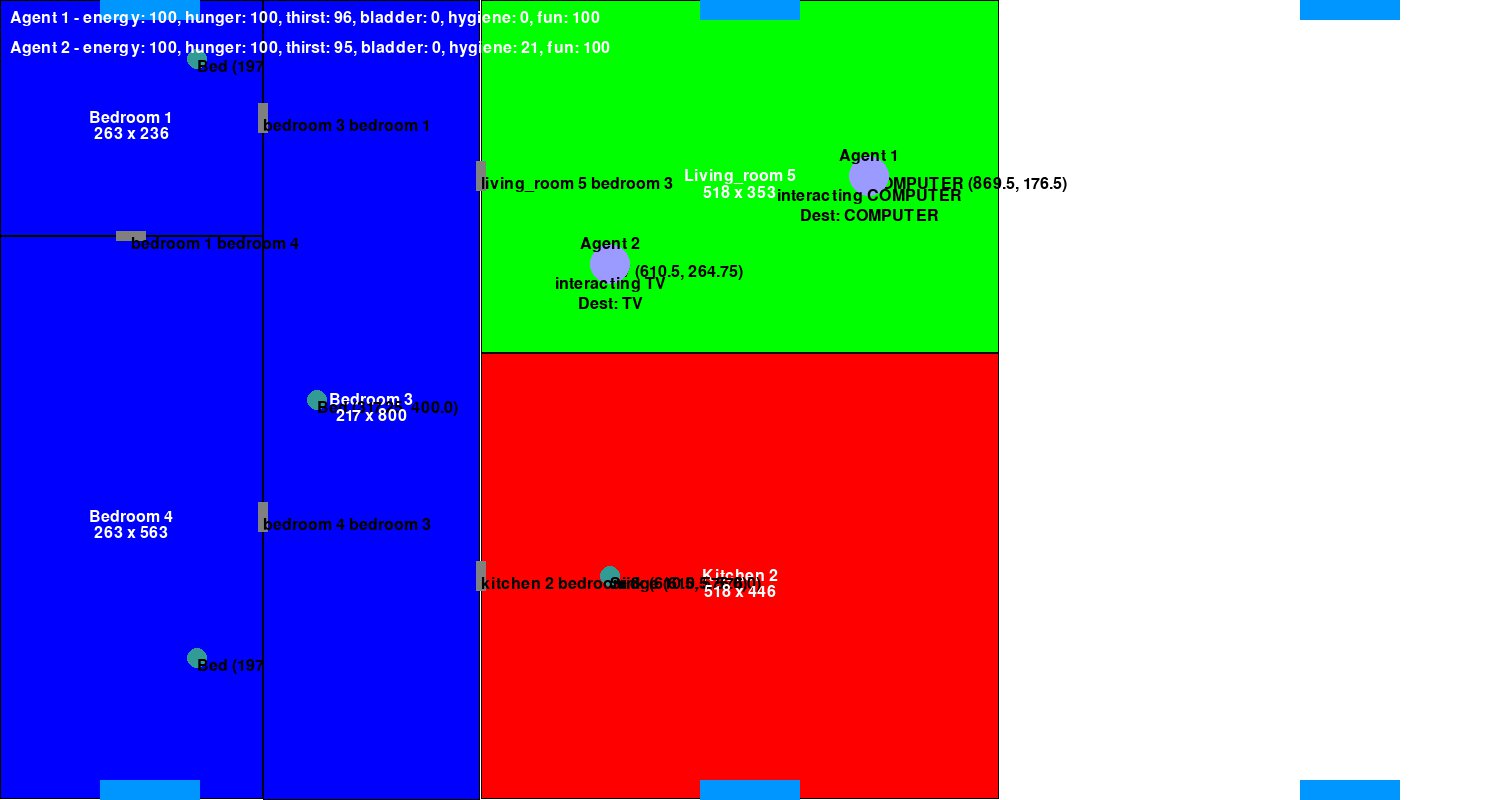 Agent 1 - energy: 100, hunger: 100, thirst: 96, bladder: 0, hygiene: 0, fun: 100
Agent 2 - energy: 100, hunger: 100, thirst: 95, bladder: 0, hygiene: 21, fun: 100
Bed (197
Bedroom 1
263 x 236
bedroom 3 bedroom 1
Agent 1
living_room 5 bedroom 3
Living_room 5
518 x 353
COMPUTER (869.5, 176.5)
interacting COMPUTER
Dest: COMPUTER
bedroom 1 bedroom 4
Agent 2
(610.5, 264.75)
interacting TV
Dest: TV
Bedroom 3
217 x 800
400.0)
Bedroom 4
263 x 563
bedroom 4 bedroom 3
kitchen 2
Kitchen 2
518 x 446
Bed (197